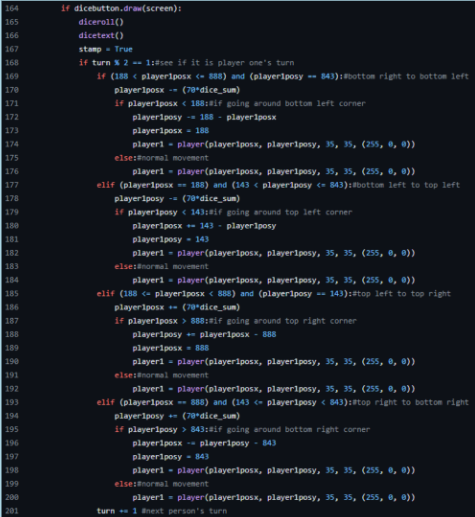 164 if dicebutton.draw(screen):
165 diceroll()
166 dicetext()
167 stamp = True
168 if turn % 2 == 1:#see if it is player one's turn
169 if (188 < player1posx <= 888) and (player1posy == 843):#bottom right to bottom left
170 player1posx -= (70*dice_sum)
171 if player1posx < 188:#if going around bottom left corner
172 player1posy -= 188 - player1posx
173 player1posx = 188
174 player1 = player(player1posx, player1posy, 35, 35, (255, 0, 0))
175 else:#normal movement
176 player1 = player(player1posx, player1posy, 35, 35, (255, 0, 0))
177 elif (player1posx == 188) and (143 < player1posy <= 843):#bottom left to top left
178 player1posy -= (70*dice_sum)
179 if player1posy < 143:#if going around top left corner
180 player1posx += 143 - player1posy
181 player1posy = 143
182 player1 = player(player1posx, player1posy, 35, 35, (255, 0, 0))
183 else:#normal movement
184 player1 = player(player1posx, player1posy, 35, 35, (255, 0, 0))
185 elif (188 <= player1posx < 888) and (player1posy == 143):#top left to top right
186 player1posx += (70*dice_sum)
187 if player1posx > 888:#if going around top right corner
188 player1posy += player1posx - 888
189 player1posx = 888
190 player1 = player(player1posx, player1posy, 35, 35, (255, 0, 0))
191 else:#normal movement
192 player1 = player(player1posx, player1posy, 35, 35, (255, 0, 0))
193 elif (player1posx == 888) and (143 <= player1posy < 843):#top right to bottom right
194 player1posy += (70*dice_sum)
195 if player1posy > 843:#if going around bottom right corner
196 player1posx -= player1posy - 843
197 player1posy = 843
198 player1 = player(player1posx, player1posy, 35, 35, (255, 0, 0))
199 else:#normal movement
200 player1 = player(player1posx, player1posy, 35, 35, (255, 0, 0))
201 turn += 1 #next person's turn